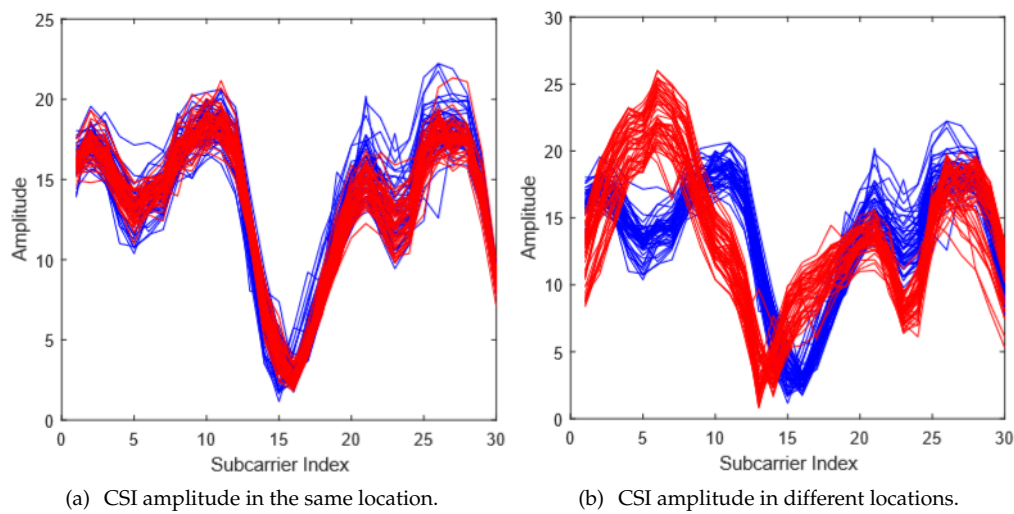 25
20
15
10
5
0
Amplitude
0 5 10 15 20 25 30
Subcarrier Index
(a) CSI amplitude in the same location.
30
25
20
15
10
5
0
Amplitude
0 5 10 15 20 25 30
Subcarrier Index
(b) CSI amplitude in different locations.